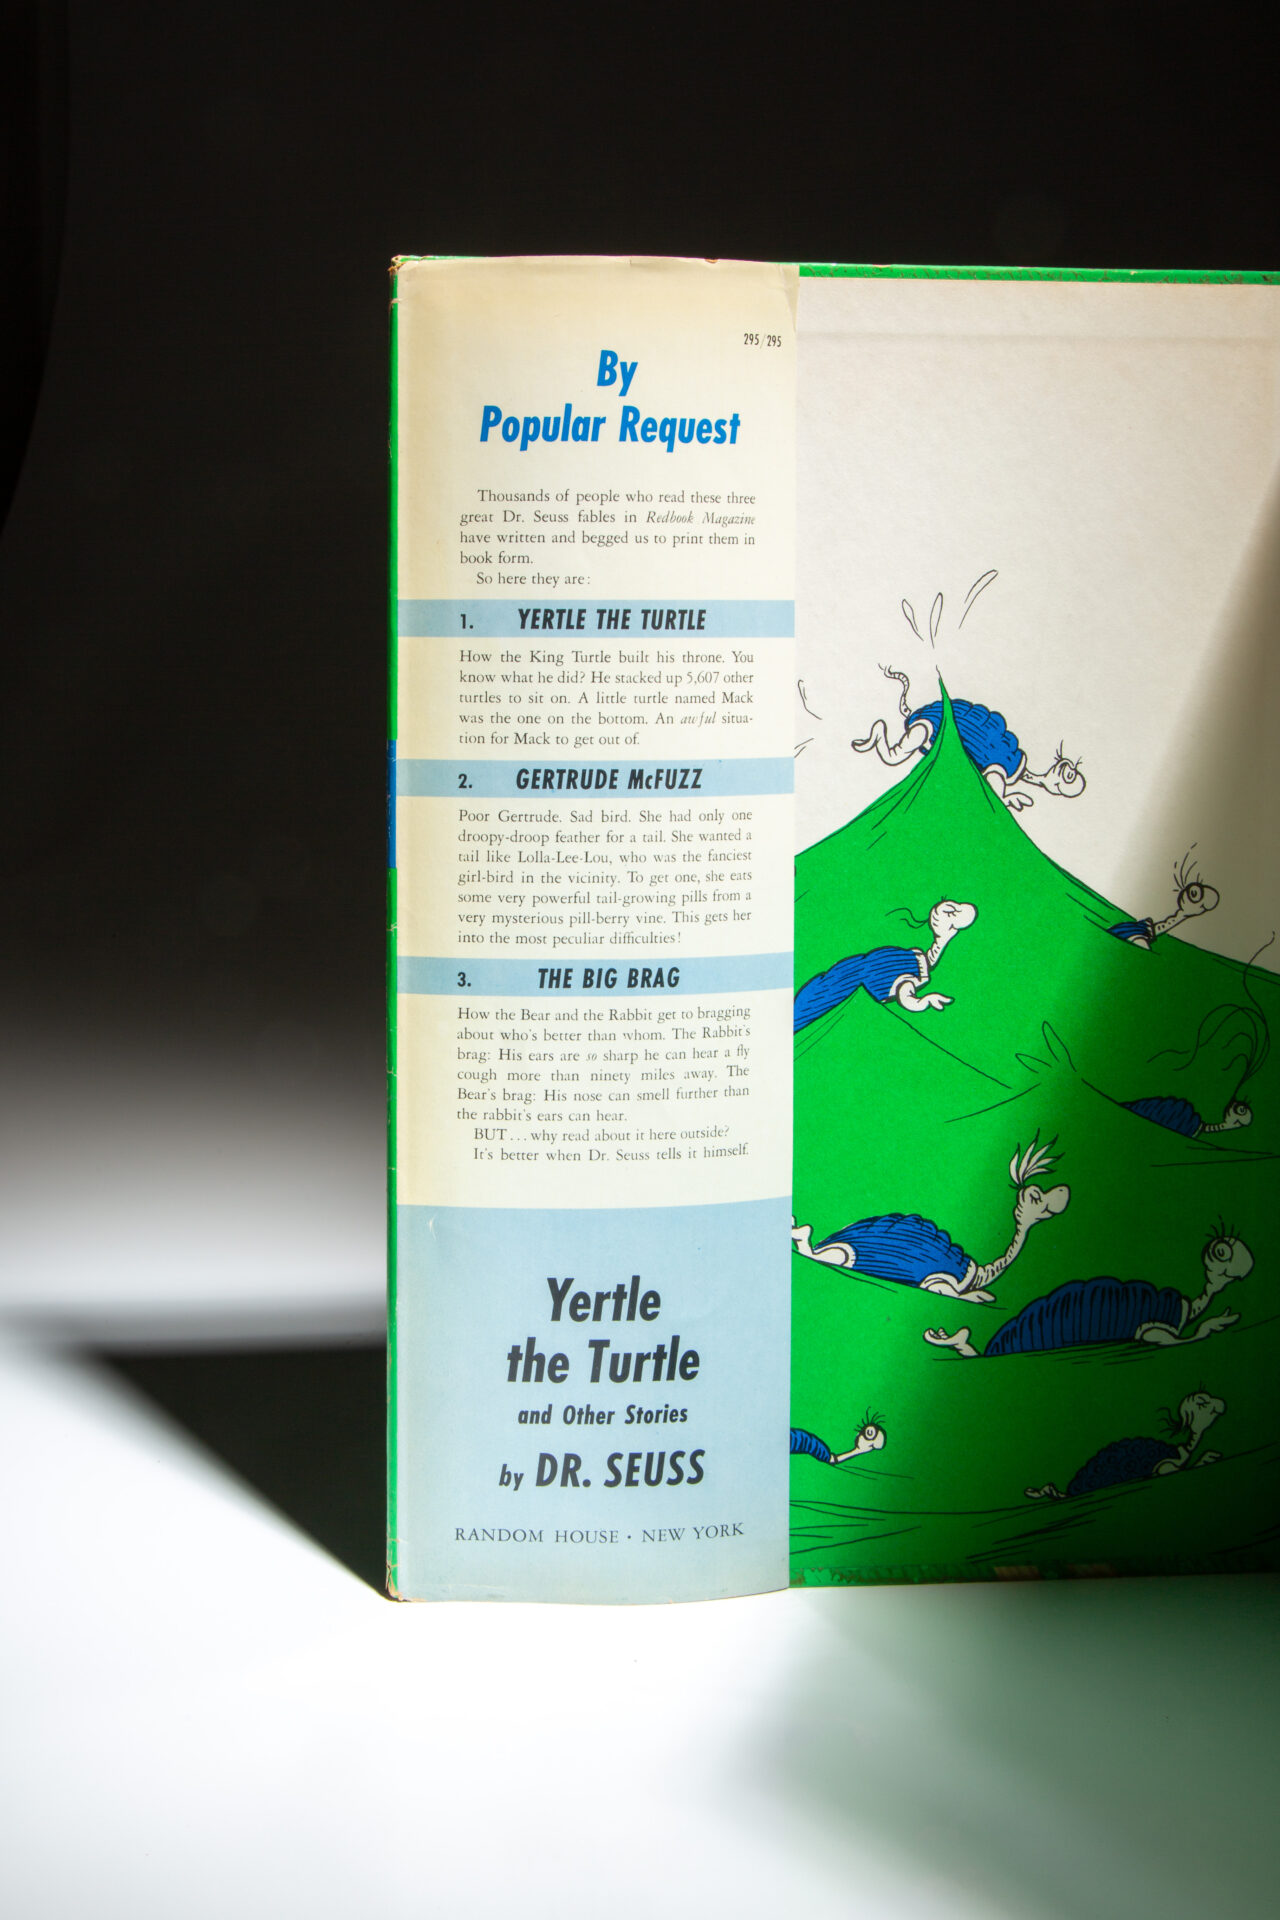 295/295
By
Popular Request
Thousands of people who read these three
great Dr. Seuss fables in Redbook Magazine
have written and begged us to print them in
book form.
So here they are:
1. YERTLE THE TURTLE
How the King Turtle built his throne. You
know what he did? He stacked up 5,607 other
turtles to sit on. A little turtle named Mack
was the one on the bottom. An awful situa-
tion for Mack to get out of.
2. GERTRUDE McFUZZ
Poor Gertrude. Sad bird. She had only one
droopy-droop feather for a tail. She wanted a
tail like Lolla-Lee-Lou, who was the fanciest
girl-bird in the vicinity. To get one, she eats
some very powerful tail-growing pills from a
very mysterious pill-berry vine. This gets her
into the most peculiar difficulties!
3. THE BIG BRAG
How the Bear and the Rabbit get to bragging
about who's better than whom. The Rabbit's
brag: His ears are so sharp he can hear a fly
cough more than ninety miles away. The
Bear's brag: His nose can smell further than
the rabbit's ears can hear.
BUT... why read about it here outside?
It's better when Dr. Seuss tells it himself.
Yertle
the Turtle
and Other Stories
by DR. SEUSS
RANDOM HOUSE · NEW YORK